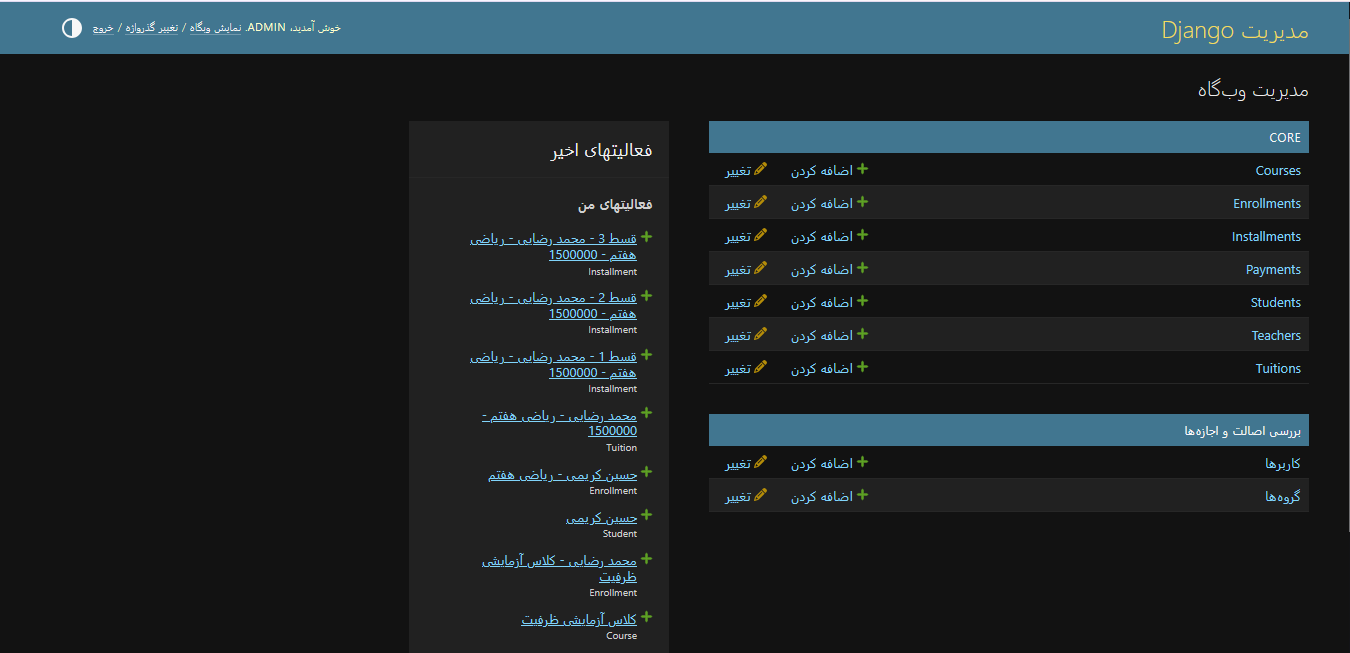 مدیریت Django
خوش آمدید، ADMIN. نمایش وبگاه / تغییر گذرواژه / خروج
مدیریت وب‌گاه
CORE
Courses اضافه کردن تغییر
Enrollments اضافه کردن تغییر
Installments اضافه کردن تغییر
Payments اضافه کردن تغییر
Students اضافه کردن تغییر
Teachers اضافه کردن تغییر
Tuitions اضافه کردن تغییر
بررسی اصالت و اجازه‌ها
کاربرها اضافه کردن تغییر
گروه‌ها اضافه کردن تغییر
فعالیتهای اخیر
فعالیتهای من
قسط 3 - محمد رضایی - ریاضی
هفتم - 1500000
Installment
قسط 2 - محمد رضایی - ریاضی
هفتم - 1500000
Installment
قسط 1 - محمد رضایی - ریاضی
هفتم - 1500000
Installment
محمد رضایی - ریاضی هفتم -
1500000
Tuition
حسین کریمی - ریاضی هفتم
Enrollment
حسین کریمی
Student
محمد رضایی - کلاس آزمایشی
ظرفیت
Enrollment
کلاس آزمایشی ظرفیت
Course